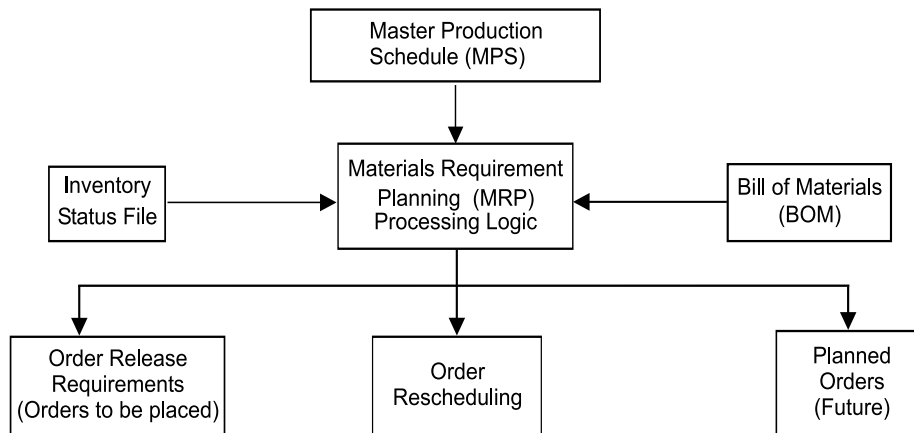 Master Production
Schedule (MPS)
Materials Requirement
Planning (MRP)
Processing Logic
Inventory
Status File
Bill of Materials
(BOM)
Order Release
Requirements
(Orders to be placed)
Order
Rescheduling
Planned
Orders
(Future)